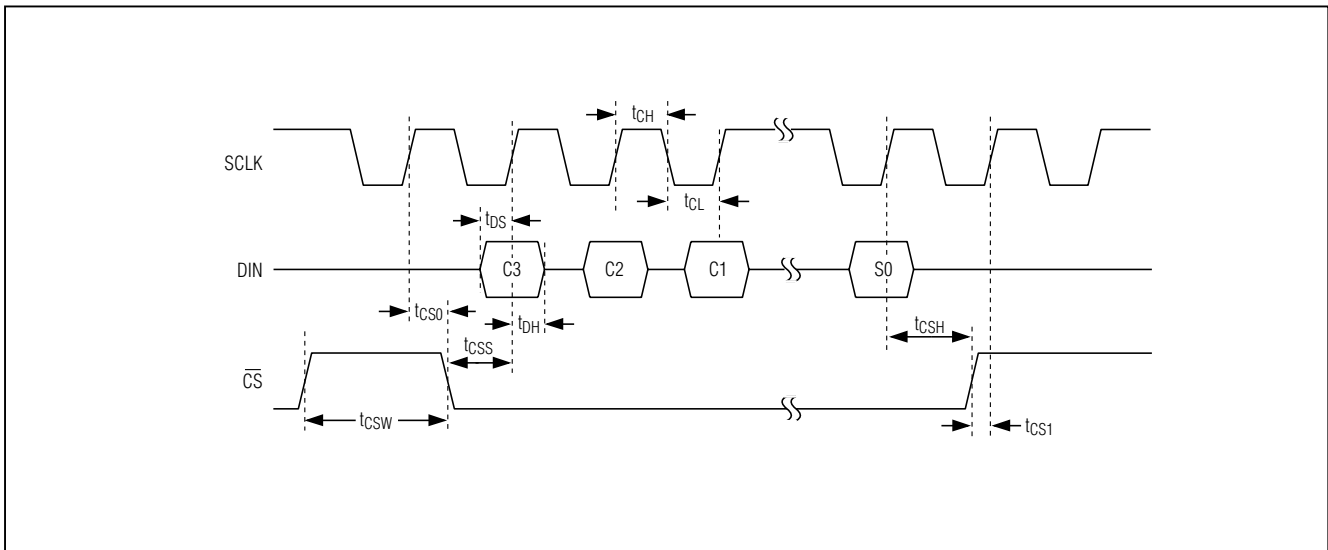 tCH
SCLK
tCL
tDS
DIN
C3
C2
C1
S0
tCS0
tDH
tCSH
tCSS
CS
tCSW
tCS1